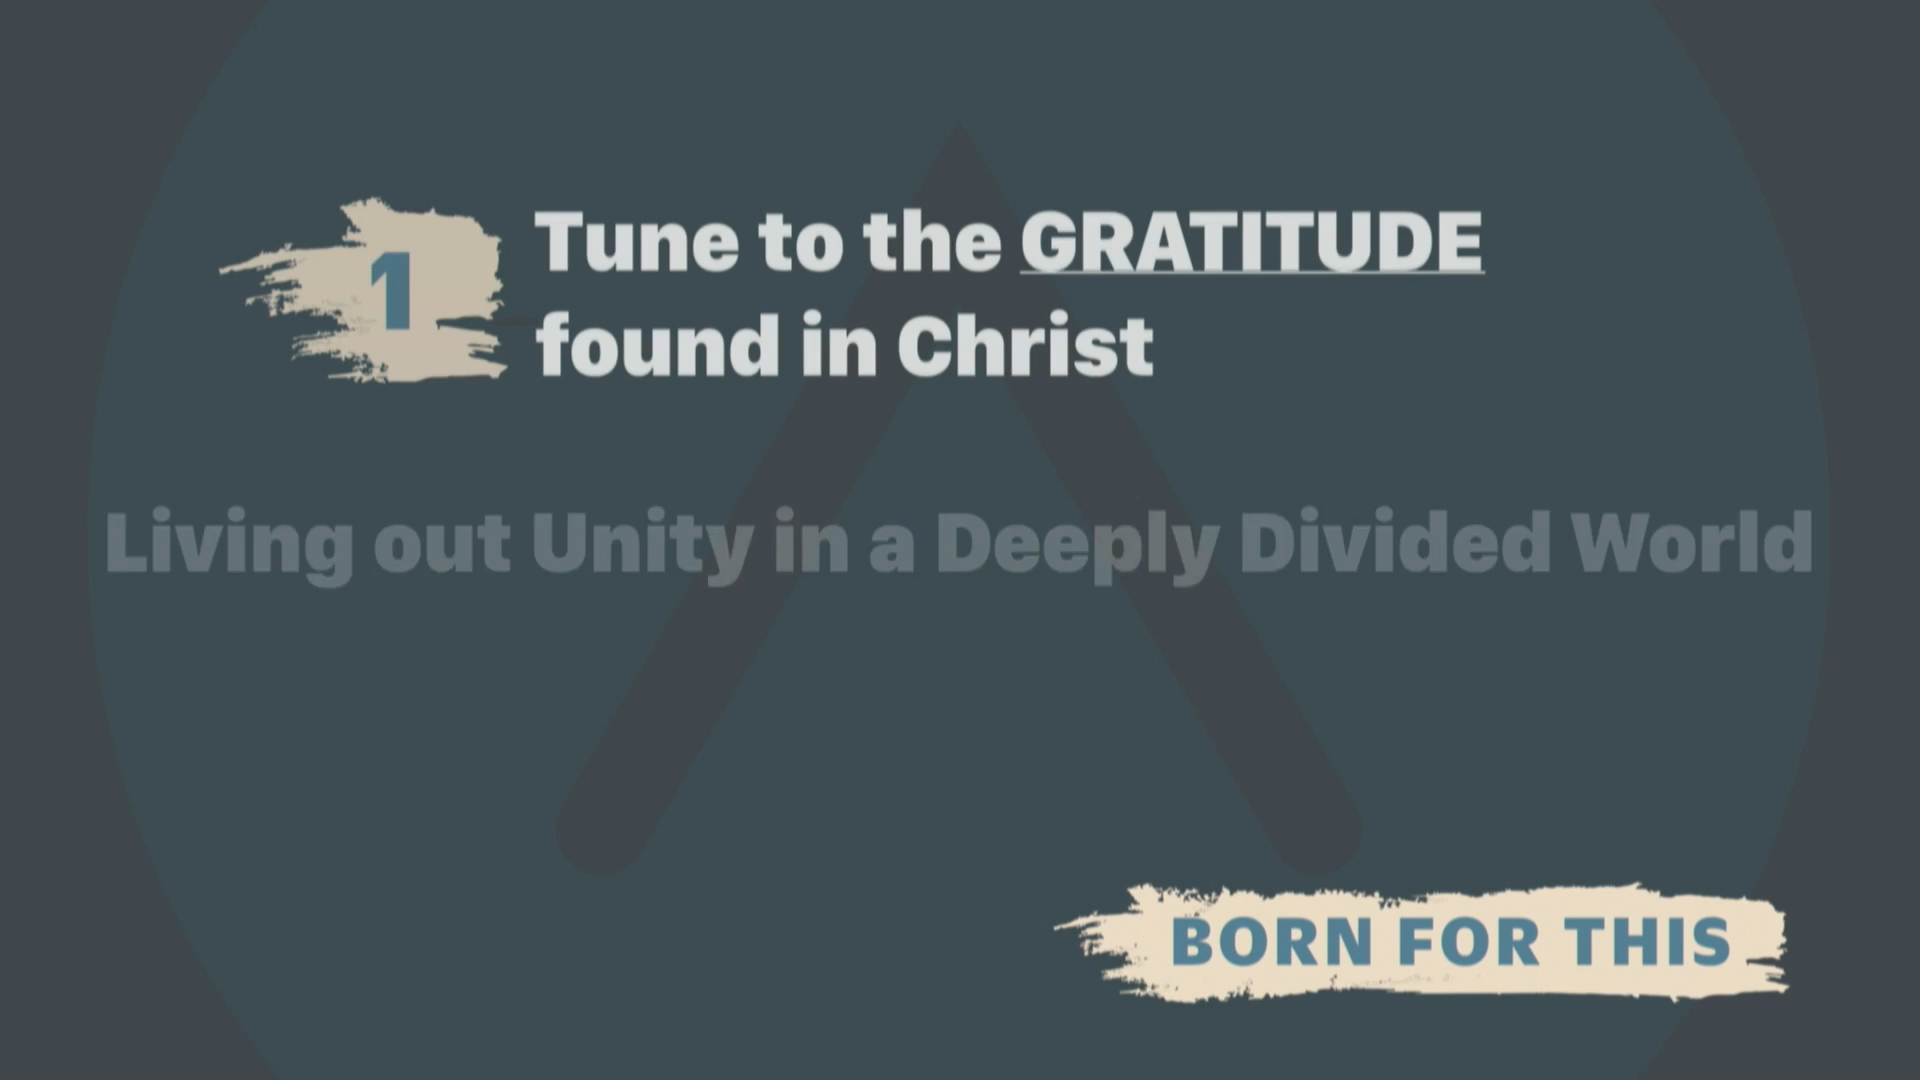 1
Tune to the GRATITUDE
found in Christ
Living out Unity in a Deeply Divided World
BORN FOR THIS